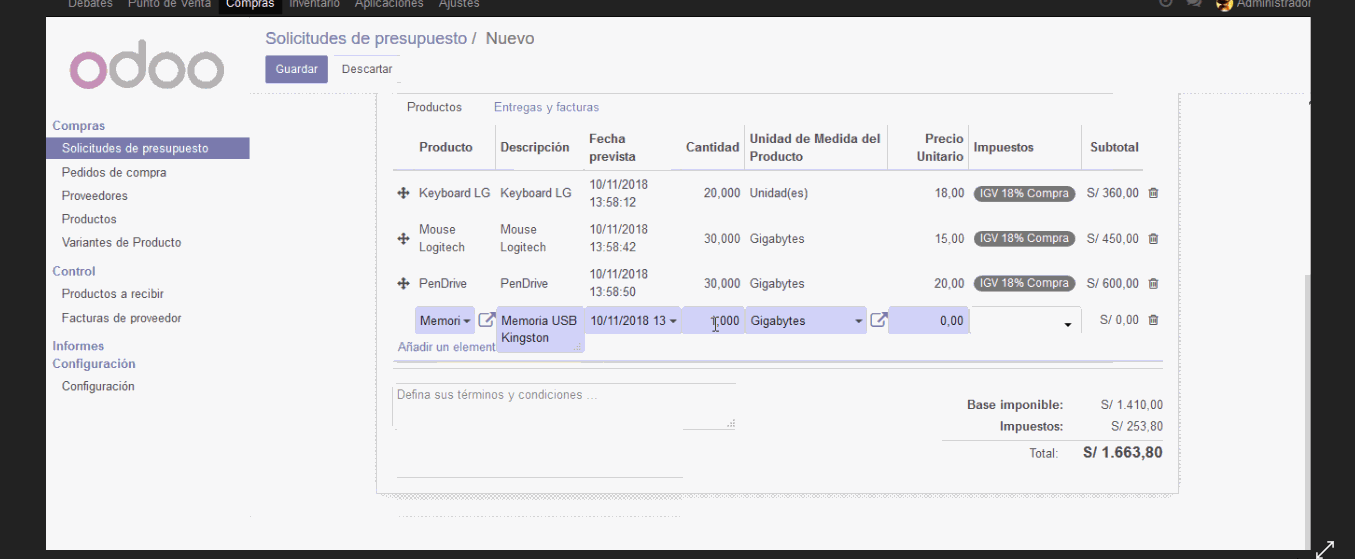 Debates Punto de Venta Compras Inventario Aplicaciones Ajustes Administrador
odoo
Solicitudes de presupuesto / Nuevo
Guardar Descartar
Compras
Solicitudes de presupuesto
Pedidos de compra
Proveedores
Productos
Variantes de Producto
Control
Productos a recibir
Facturas de proveedor
Informes
Configuración
Configuración
Productos Entregas y facturas
Producto Descripción Fecha prevista Cantidad Unidad de Medida del Producto Precio Unitario Impuestos Subtotal
Keyboard LG Keyboard LG 10/11/2018 13:58:12 20,000 Unidad(es) 18,00 IGV 18% Compra S/ 360,00
Mouse Logitech Mouse Logitech 10/11/2018 13:58:42 30,000 Gigabytes 15,00 IGV 18% Compra S/ 450,00
PenDrive PenDrive 10/11/2018 13:58:50 30,000 Gigabytes 20,00 IGV 18% Compra S/ 600,00
Memori Memoria USB Kingston 10/11/2018 13 1,000 Gigabytes 0,00 S/ 0,00
Añadir un element
Defina sus términos y condiciones ...
Base imponible: S/ 1.410,00
Impuestos: S/ 253,80
Total: S/ 1.663,80